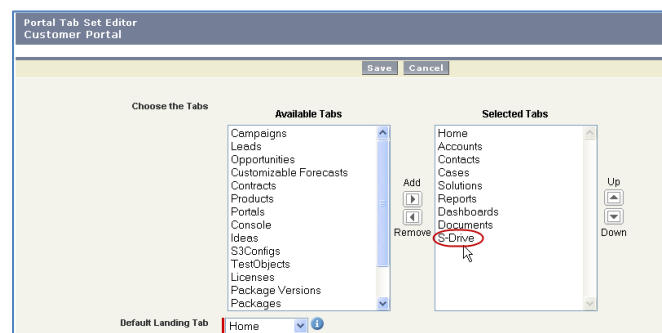 Portal Tab Set Editor
Customer Portal
Save Cancel
Choose the Tabs
Available Tabs
Selected Tabs
Campaigns
Leads
Opportunities
Customizable Forecasts
Contracts
Products
Portals
Console
Ideas
S3Configs
TestObjects
Licenses
Package Versions
Packages
Add
Remove
Home
Accounts
Contacts
Cases
Solutions
Reports
Dashboards
Documents
S-Drive
Up
Down
Default Landing Tab
Home